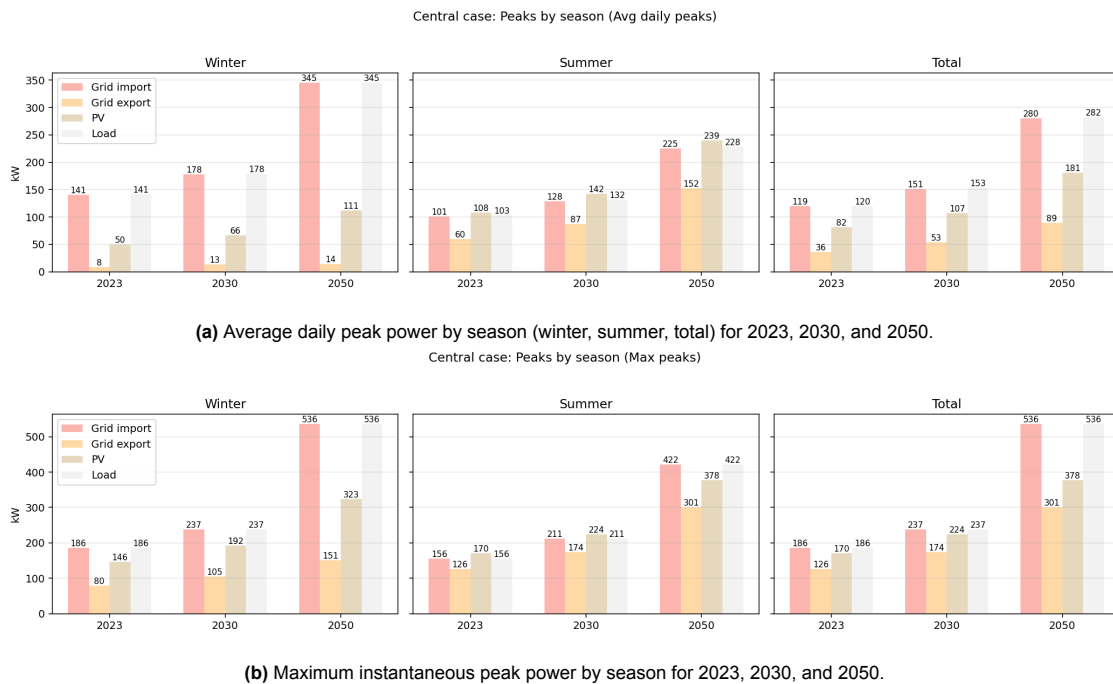 Central case: Peaks by season (Avg daily peaks)
Winter Summer Total
kW
350
300
250
200
150
100
50
0
Grid import
Grid export
PV
Load
141 8 50 141 178 13 66 178 345 14 111 345
2023 2030 2050
101 60 108 103 128 87 142 132 225 152 239 228
2023 2030 2050
119 36 82 120 151 53 107 153 280 89 181 282
2023 2030 2050
(a) Average daily peak power by season (winter, summer, total) for 2023, 2030, and 2050.
Central case: Peaks by season (Max peaks)
Winter Summer Total
kW
500
400
300
200
100
0
Grid import
Grid export
PV
Load
186 80 146 186 237 105 192 237 536 151 323 536
2023 2030 2050
156 126 170 156 211 174 224 211 422 301 378 422
2023 2030 2050
186 126 170 186 237 174 224 237 536 301 378 536
2023 2030 2050
(b) Maximum instantaneous peak power by season for 2023, 2030, and 2050.